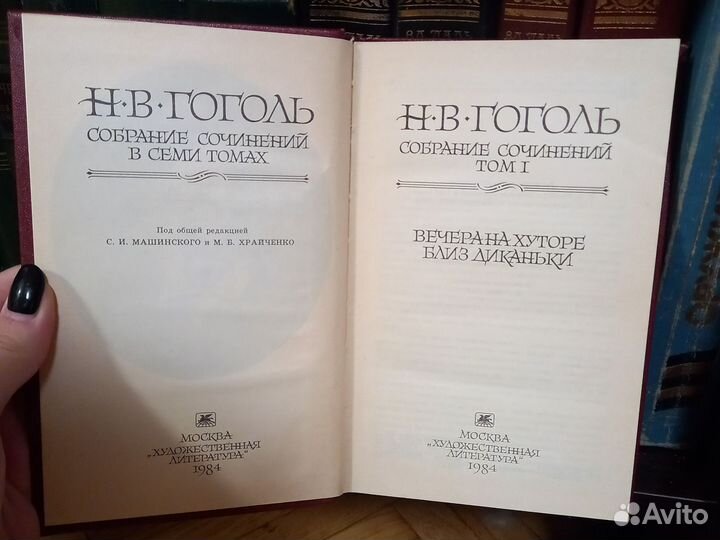 Н·В·ГОГОЛЬ
СОБРАНИЕ СОЧИНЕНИЙ
В СЕМИ ТОМАХ
Под общей редакцией
С. И. МАШИНСКОГО и М. Б. ХРАПЧЕНКО
МОСКВА
„ХУДОЖЕСТВЕННАЯ
ЛИТЕРАТУРА"
1984
Н·В·ГОГОЛЬ
СОБРАНИЕ СОЧИНЕНИЙ
ТОМ I
ВЕЧЕРА НА ХУТОРЕ
БЛИЗ ДИКАНЬКИ
МОСКВА
„ХУДОЖЕСТВЕННАЯ
ЛИТЕРАТУРА"
1984
Avito